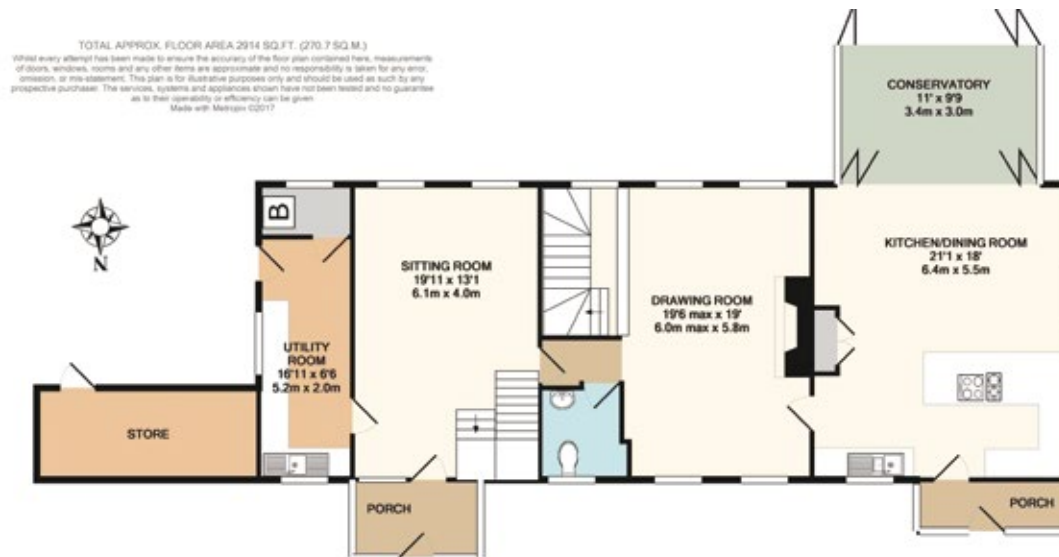 TOTAL APPROX. FLOOR AREA 2914 SQ.FT. (270.7 SQ.M.)
Whilst every attempt has been made to ensure the accuracy of the floor plan contained here, measurements
of doors, windows, rooms and any other items are approximate and no responsibility is taken for any error,
omission, or mis-statement. This plan is for illustrative purposes only and should be used as such by any
prospective purchaser. The services, systems and appliances shown have not been tested and no guarantee
as to their operability or efficiency can be given
Made with Metropix ©2017
CONSERVATORY
11' x 9'9
3.4m x 3.0m
B
N
SITTING ROOM
19'11 x 13'1
6.1m x 4.0m
KITCHEN/DINING ROOM
21'1 x 18'
6.4m x 5.5m
DRAWING ROOM
19'6 max x 19'
6.0m max x 5.8m
UTILITY
ROOM
16'11 x 6'6
5.2m x 2.0m
STORE
PORCH
PORCH